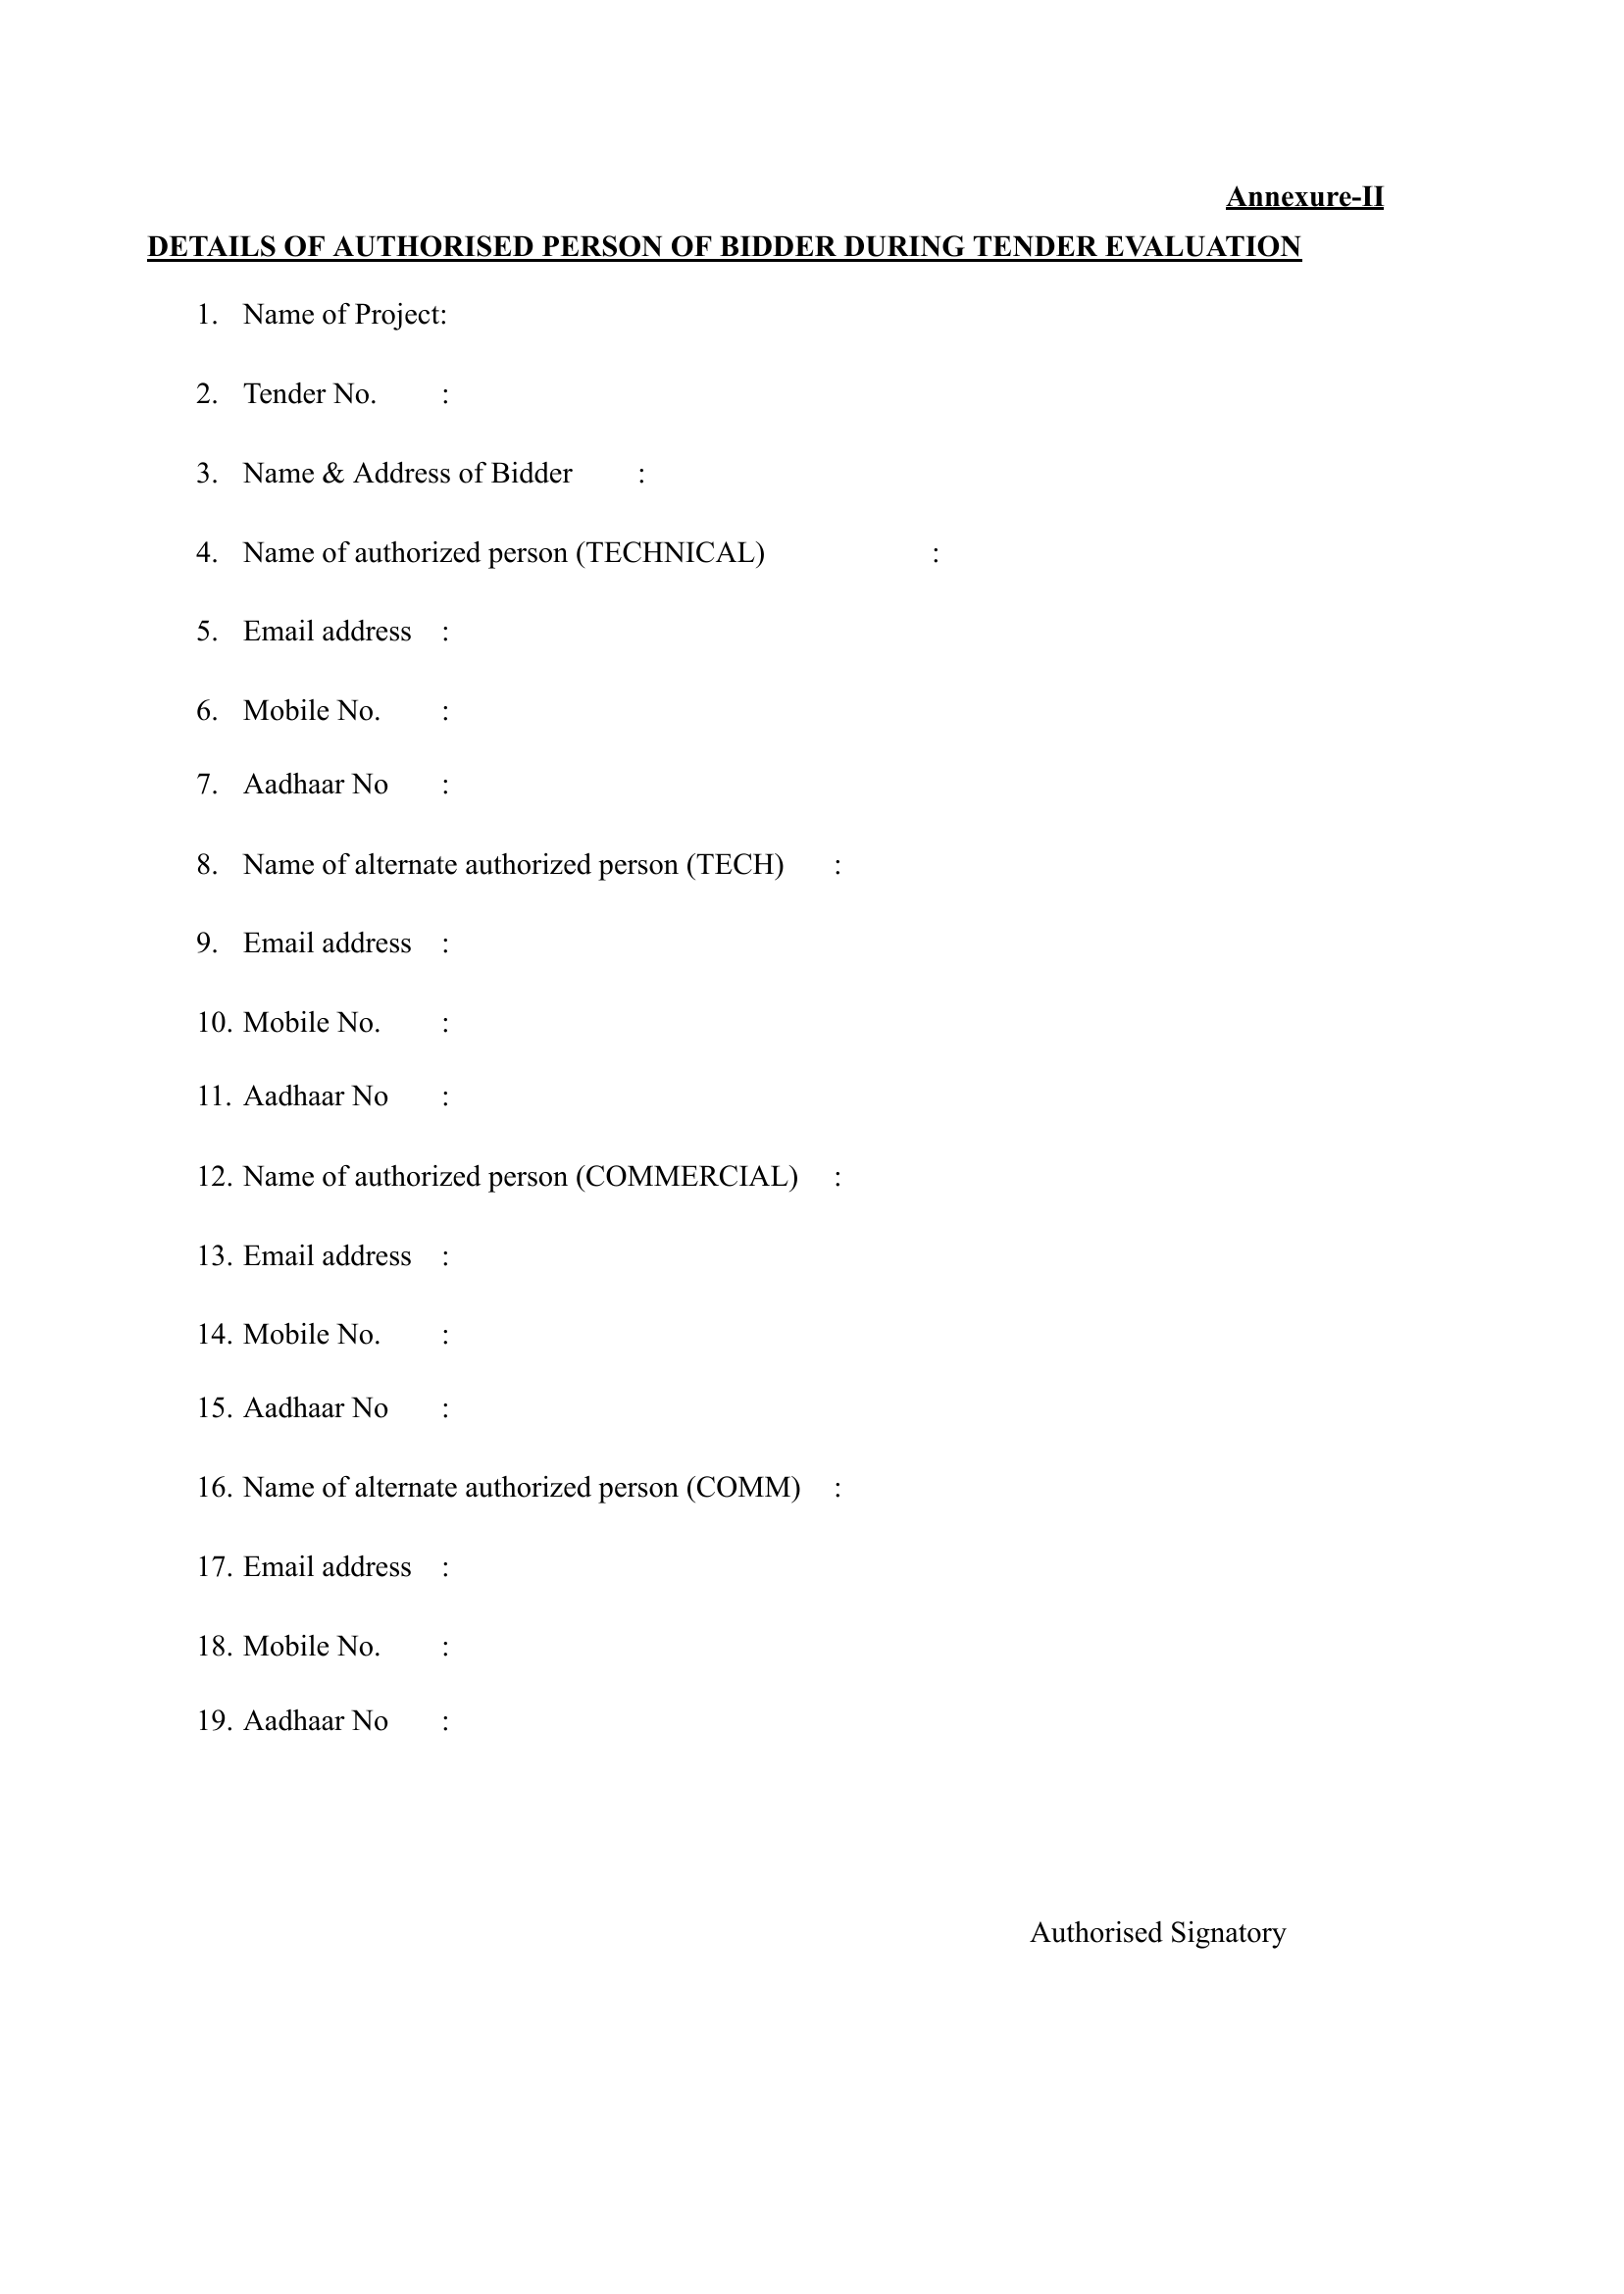 Annexure-II
DETAILS OF AUTHORISED PERSON OF BIDDER DURING TENDER EVALUATION
1. Name of Project:
2. Tender No. :
3. Name & Address of Bidder :
4. Name of authorized person (TECHNICAL) :
5. Email address :
6. Mobile No. :
7. Aadhaar No :
8. Name of alternate authorized person (TECH) :
9. Email address :
10. Mobile No. :
11. Aadhaar No :
12. Name of authorized person (COMMERCIAL) :
13. Email address :
14. Mobile No. :
15. Aadhaar No :
16. Name of alternate authorized person (COMM) :
17. Email address :
18. Mobile No. :
19. Aadhaar No :
Authorised Signatory